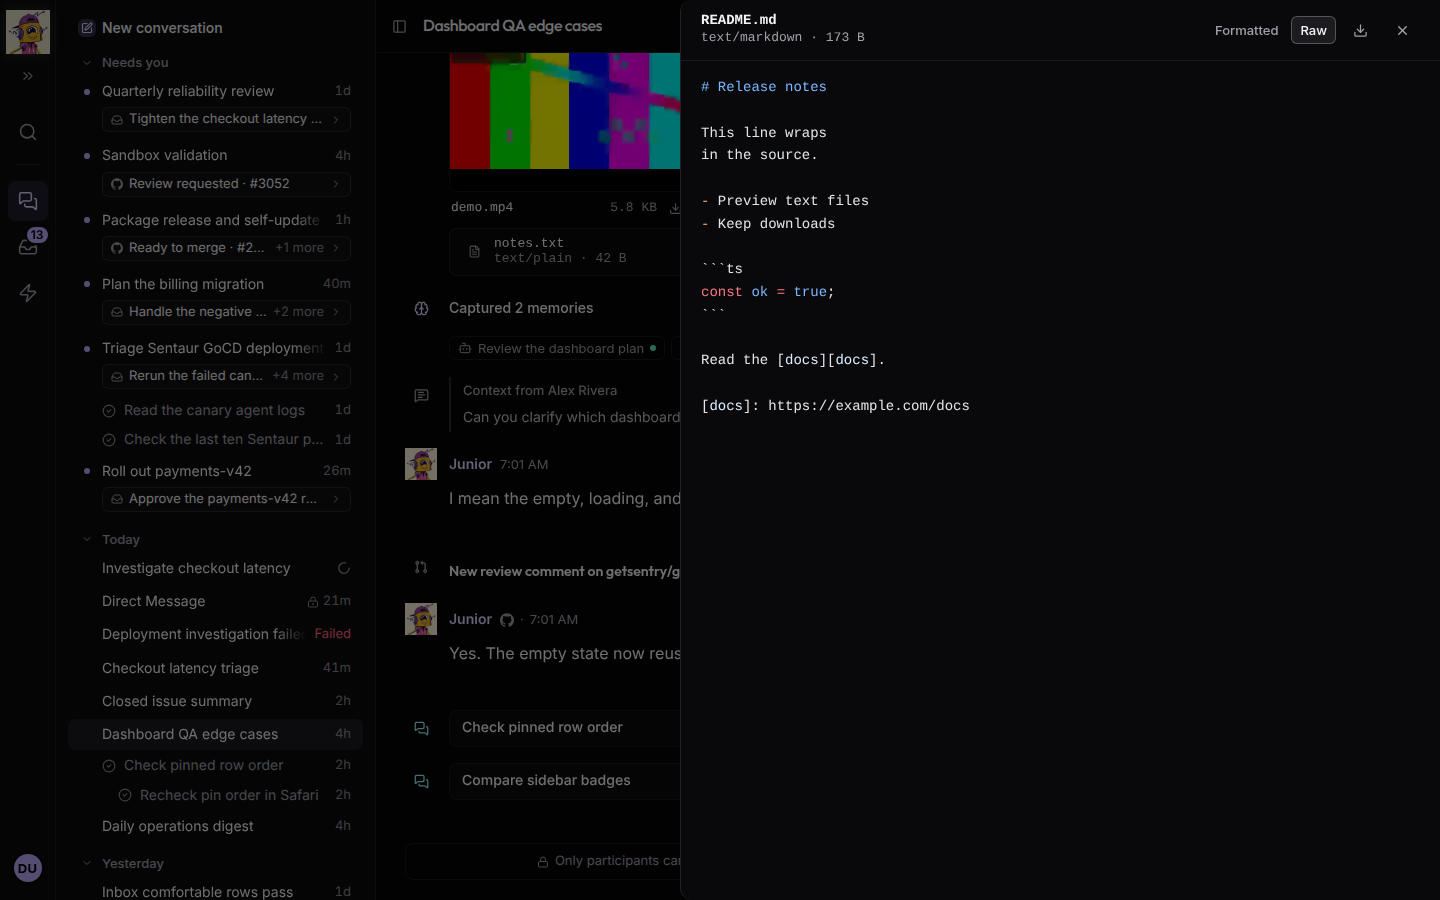 New conversation
Needs you
Quarterly reliability review 1d
Tighten the checkout latency ...
Sandbox validation 4h
Review requested · #3052
Package release and self-update 1h
Ready to merge · #2... +1 more
Plan the billing migration 40m
Handle the negative ... +2 more
Triage Sentaur GoCD deployment 1d
Rerun the failed can... +4 more
Read the canary agent logs 1d
Check the last ten Sentaur p... 1d
Roll out payments-v42 26m
Approve the payments-v42 r...
Today
Investigate checkout latency
Direct Message 21m
Deployment investigation failed Failed
Checkout latency triage 41m
Closed issue summary 2h
Dashboard QA edge cases 4h
Check pinned row order 2h
Recheck pin order in Safari 2h
Daily operations digest 4h
Yesterday
Inbox comfortable rows pass 1d
13
DU
Dashboard QA edge cases
demo.mp4 5.8 KB
notes.txt
text/plain · 42 B
Captured 2 memories
Review the dashboard plan
Context from Alex Rivera
Can you clarify which dashboard
Junior 7:01 AM
I mean the empty, loading, and
New review comment on getsentry/g
Junior · 7:01 AM
Yes. The empty state now reus
Check pinned row order
Compare sidebar badges
Only participants can
README.md
text/markdown · 173 B
Formatted Raw
# Release notes
This line wraps
in the source.
- Preview text files
- Keep downloads
```ts
const ok = true;
```
Read the [docs][docs].
[docs]: https://example.com/docs